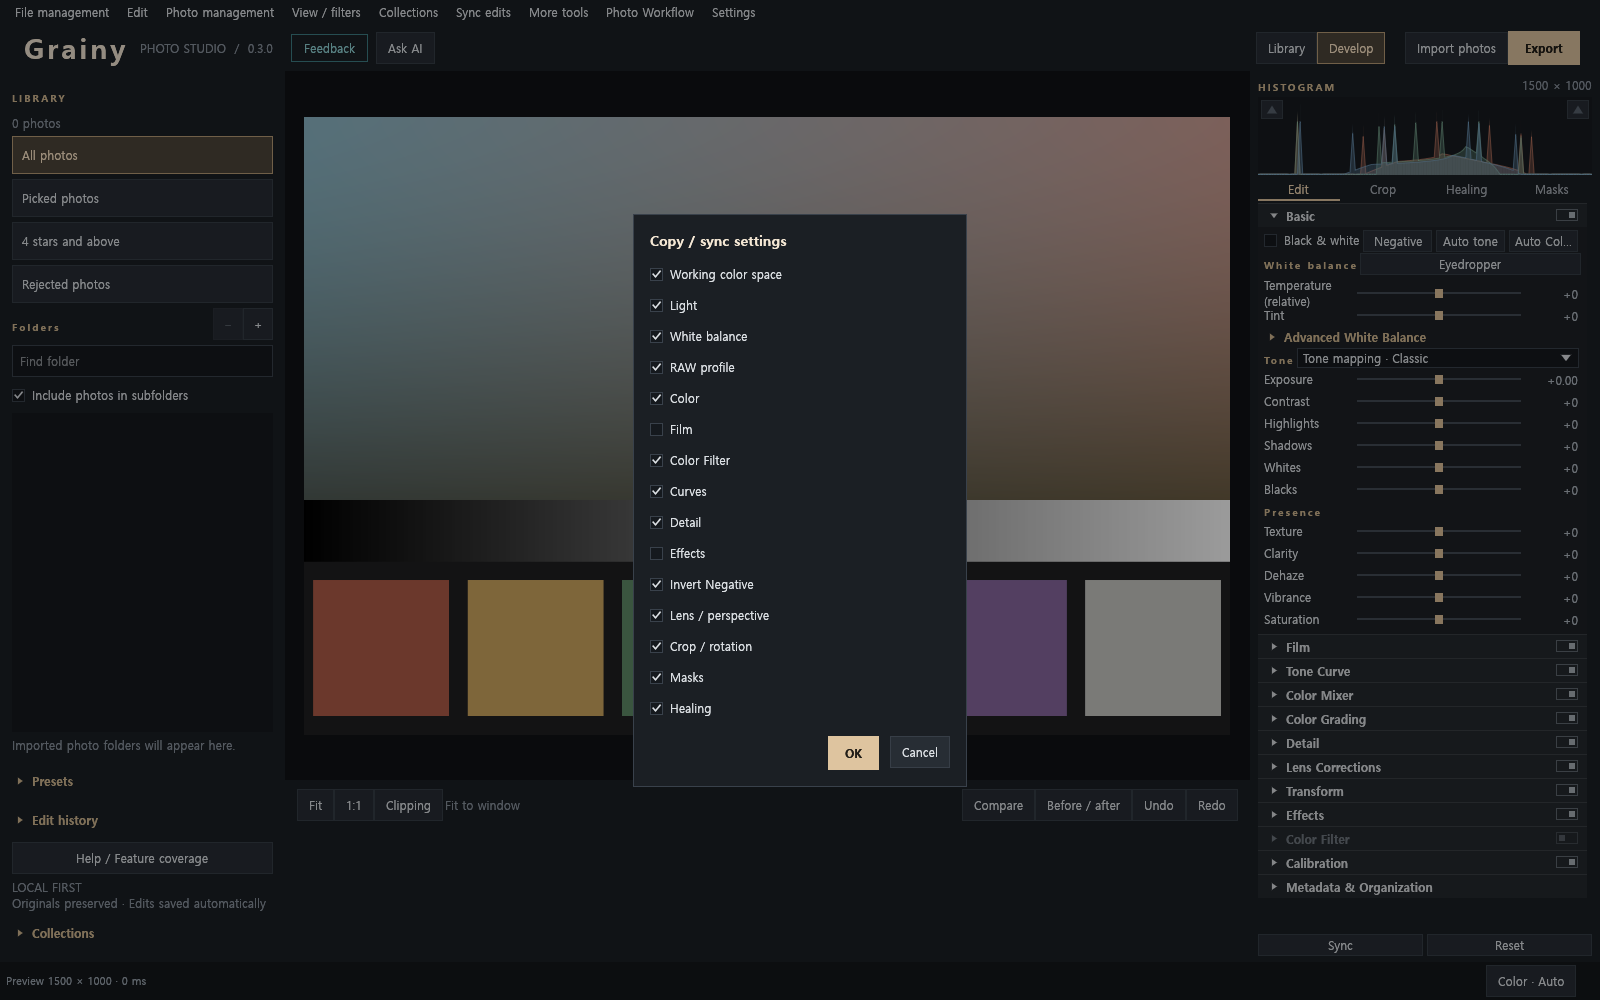 File management Edit Photo management View / filters Collections Sync edits More tools Photo Workflow Settings
Grainy PHOTO STUDIO / 0.3.0 Feedback Ask AI Library Develop Import photos Export
LIBRARY
0 photos
All photos
Picked photos
4 stars and above
Rejected photos
Folders − +
Find folder
Include photos in subfolders
Imported photo folders will appear here.
Presets
Edit history
Help / Feature coverage
LOCAL FIRST
Originals preserved · Edits saved automatically
Collections
Copy / sync settings
Working color space
Light
White balance
RAW profile
Color
Film
Color Filter
Curves
Detail
Effects
Invert Negative
Lens / perspective
Crop / rotation
Masks
Healing
OK Cancel
Fit 1:1 Clipping Fit to window Compare Before / after Undo Redo
HISTOGRAM 1500 × 1000
Edit Crop Healing Masks
Basic
Black & white Negative Auto tone Auto Col...
White balance Eyedropper
Temperature (relative) +0
Tint +0
Advanced White Balance
Tone Tone mapping · Classic
Exposure +0.00
Contrast +0
Highlights +0
Shadows +0
Whites +0
Blacks +0
Presence
Texture +0
Clarity +0
Dehaze +0
Vibrance +0
Saturation +0
Film
Tone Curve
Color Mixer
Color Grading
Detail
Lens Corrections
Transform
Effects
Color Filter
Calibration
Metadata & Organization
Sync Reset
Preview 1500 × 1000 · 0 ms Color · Auto